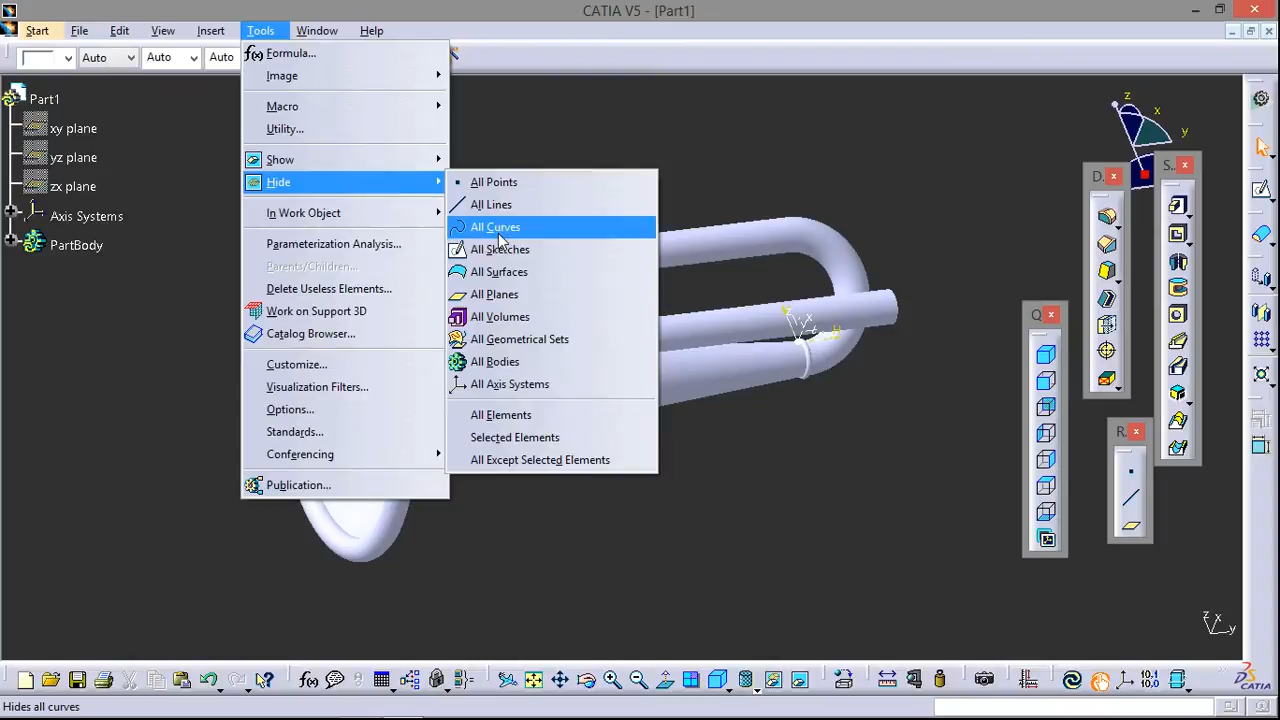 CATIA V5 - [Part1]
Start File Edit View Insert Tools Window Help
Auto Auto Auto
Part1
xy plane
yz plane
zx plane
Axis Systems
PartBody
Formula...
Image
Macro
Utility...
Show
Hide
In Work Object
Parameterization Analysis...
Parents/Children...
Delete Useless Elements...
Work on Support 3D
Catalog Browser...
Customize...
Visualization Filters...
Options...
Standards...
Conferencing
Publication...
All Points
All Lines
All Curves
All Sketches
All Surfaces
All Planes
All Volumes
All Geometrical Sets
All Bodies
All Axis Systems
All Elements
Selected Elements
All Except Selected Elements
z
x
y
D...
S...
Q
R...
z x
y
H
z x y
Hides all curves